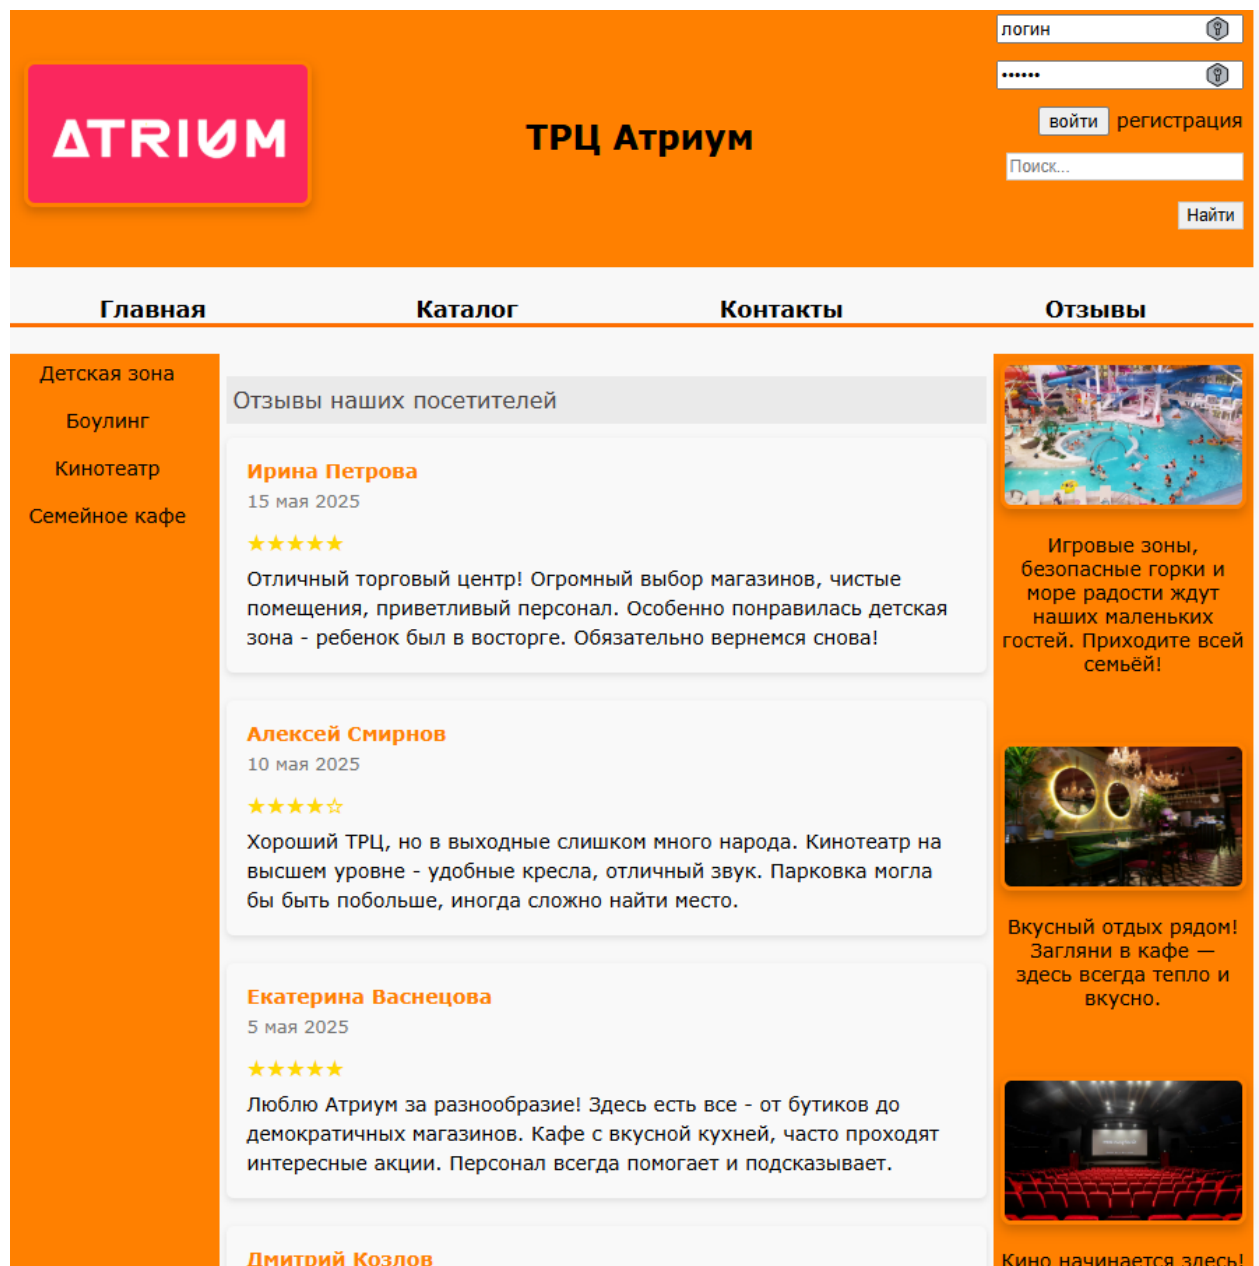 логин
••••••
войти регистрация
Поиск...
Найти
ATRIUM
ТРЦ Атриум
Главная Каталог Контакты Отзывы
Детская зона
Боулинг
Кинотеатр
Семейное кафе
Отзывы наших посетителей
Ирина Петрова
15 мая 2025
★★★★★
Отличный торговый центр! Огромный выбор магазинов, чистые
помещения, приветливый персонал. Особенно понравилась детская
зона - ребенок был в восторге. Обязательно вернемся снова!
Алексей Смирнов
10 мая 2025
★★★★☆
Хороший ТРЦ, но в выходные слишком много народа. Кинотеатр на
высшем уровне - удобные кресла, отличный звук. Парковка могла
бы быть побольше, иногда сложно найти место.
Екатерина Васнецова
5 мая 2025
★★★★★
Люблю Атриум за разнообразие! Здесь есть все - от бутиков до
демократичных магазинов. Кафе с вкусной кухней, часто проходят
интересные акции. Персонал всегда помогает и подсказывает.
Дмитрий Козлов
Игровые зоны,
безопасные горки и
море радости ждут
наших маленьких
гостей. Приходите всей
семьёй!
Вкусный отдых рядом!
Загляни в кафе —
здесь всегда тепло и
вкусно.
Кино начинается здесь!